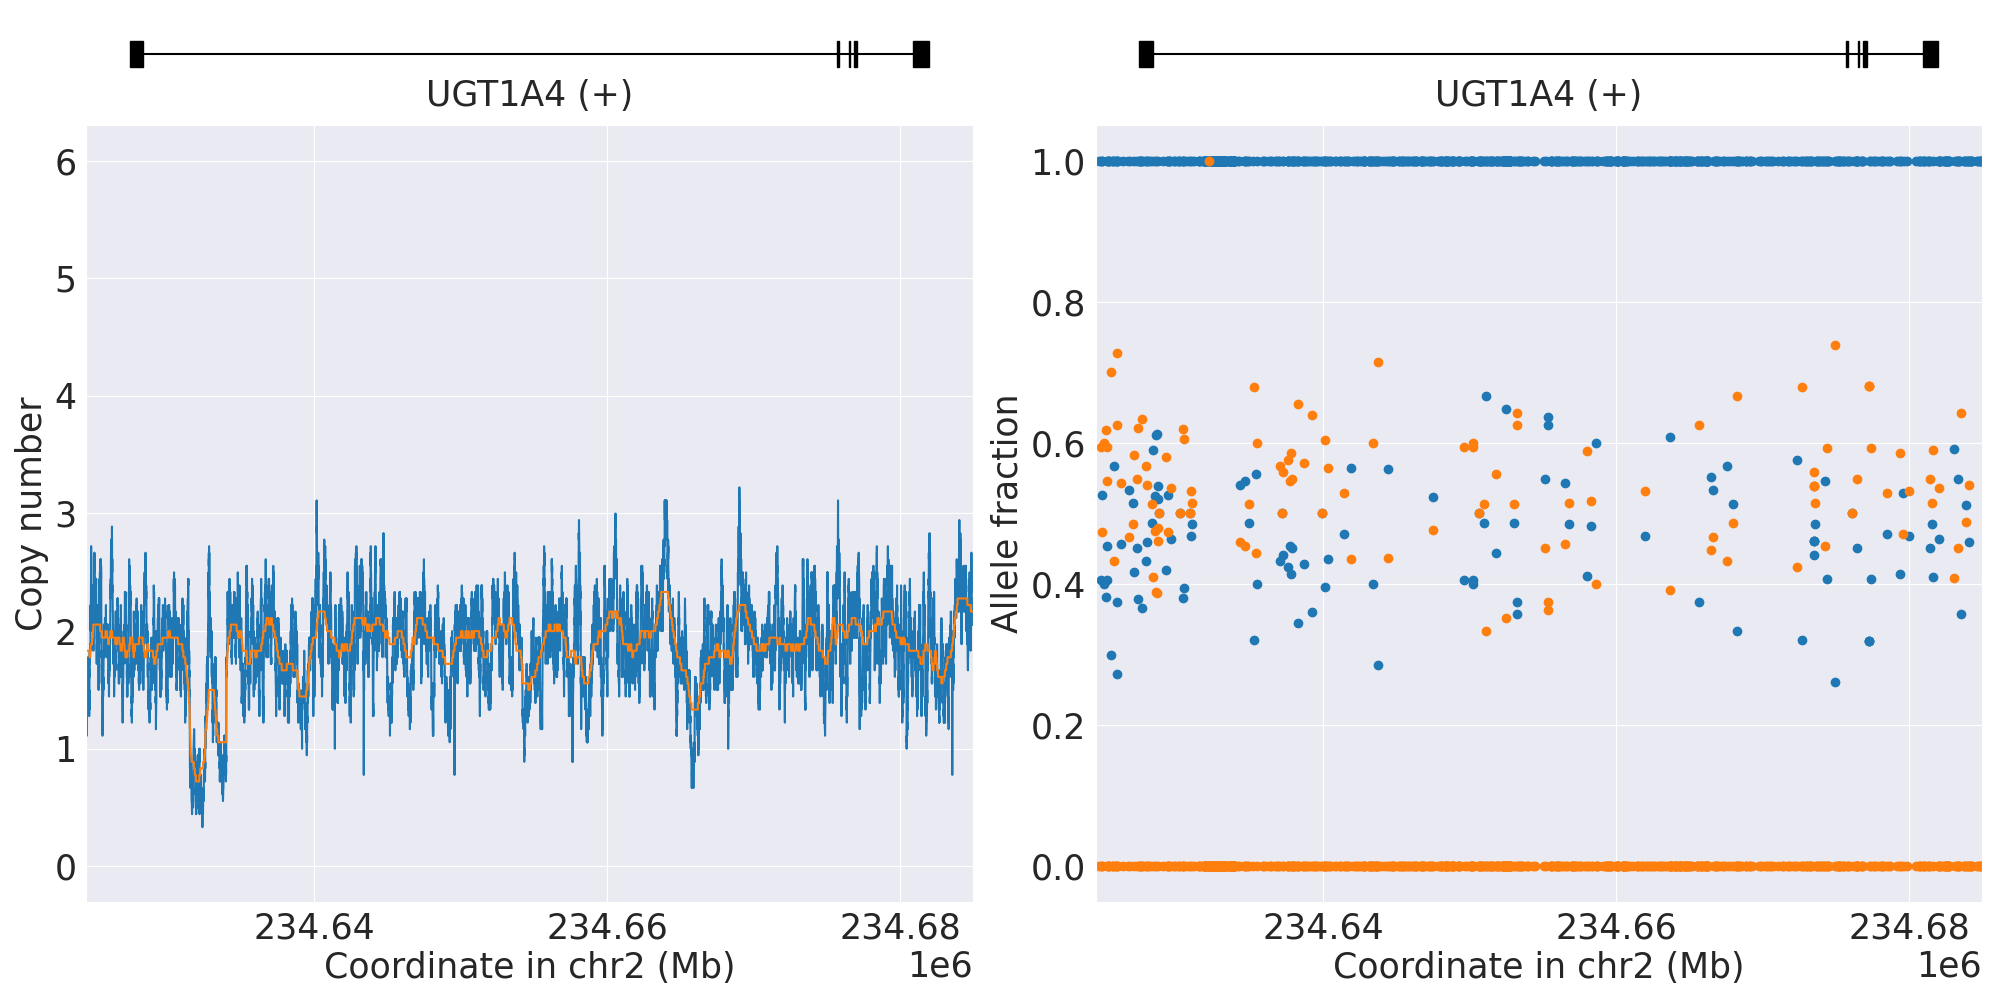 UGT1A4 (+)
6
5
4
3
2
1
0
Copy number
234.64
234.66
234.68
Coordinate in chr2 (Mb)
1e6
UGT1A4 (+)
1.0
0.8
0.6
0.4
0.2
0.0
Allele fraction
234.64
234.66
234.68
Coordinate in chr2 (Mb)
1e6